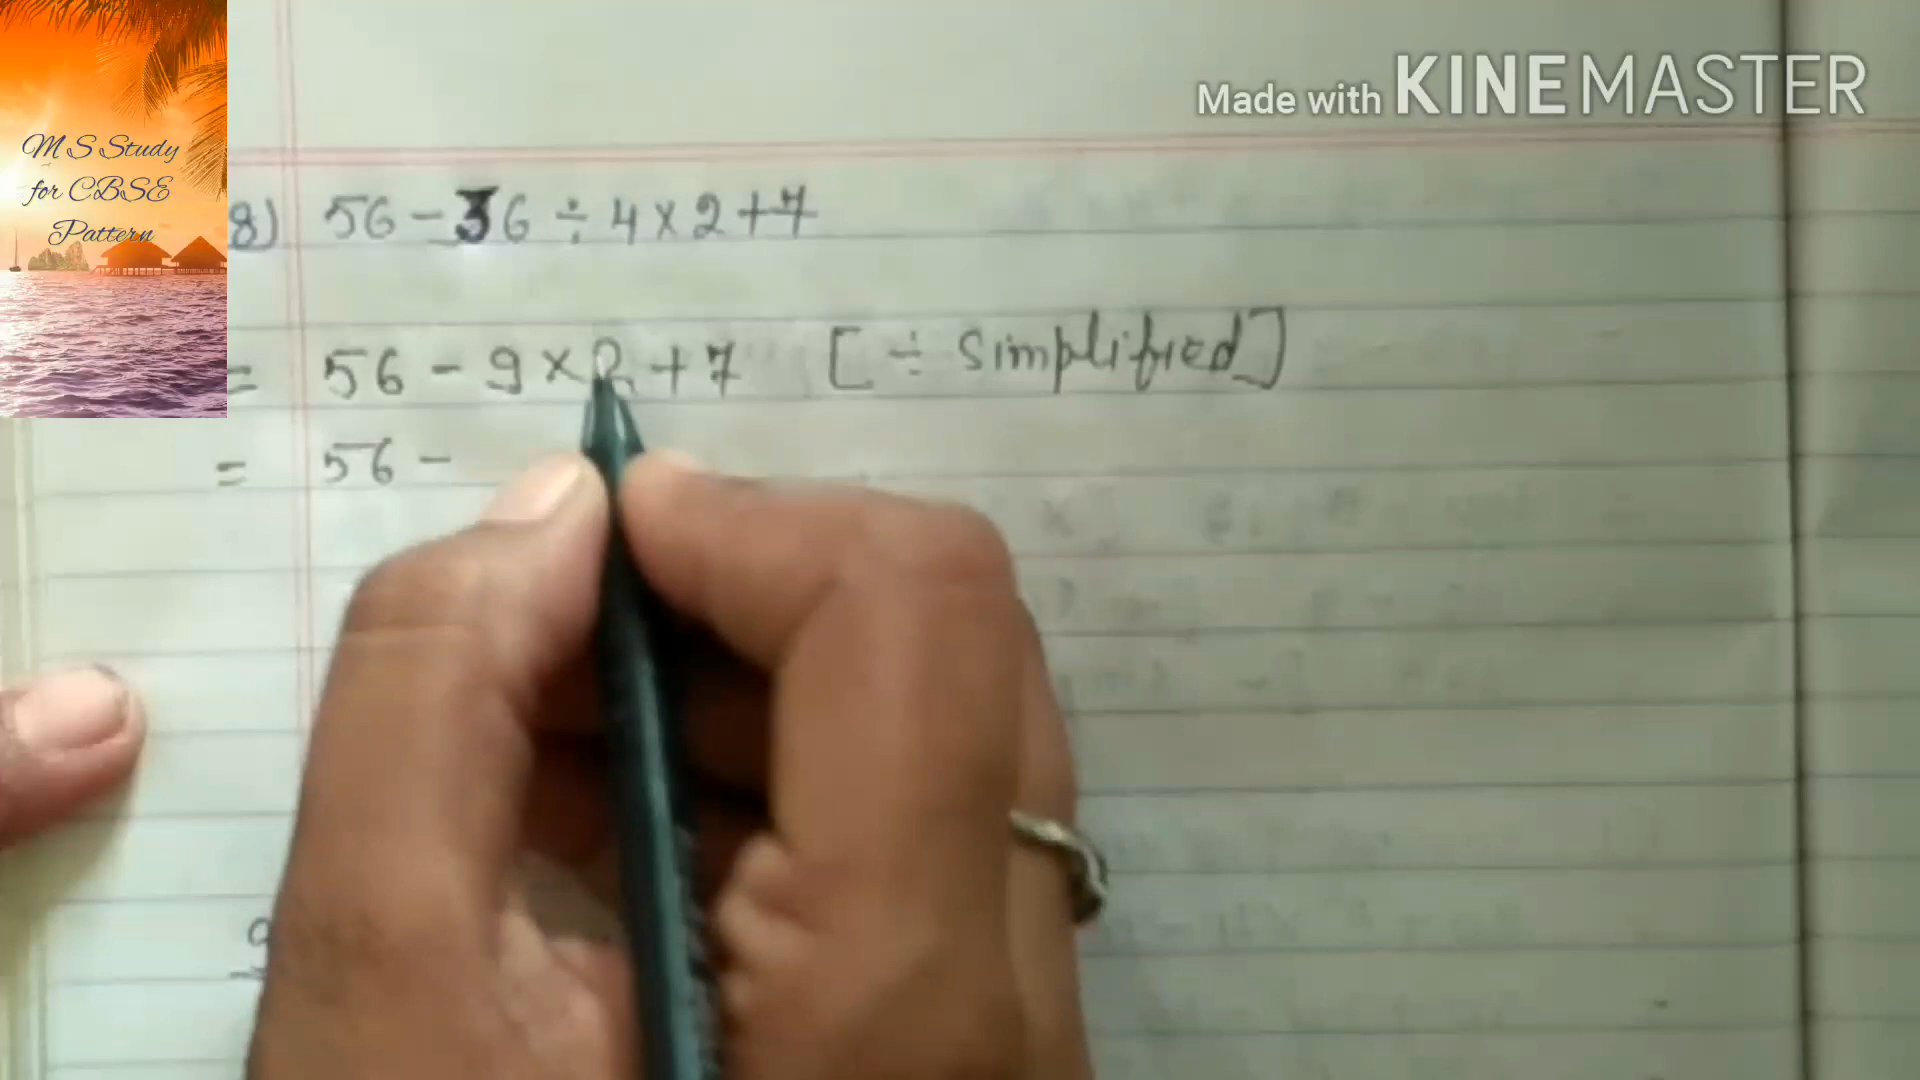 Made with KINEMASTER
M S Study
for CBSE
Pattern
8) 56 - 36 ÷ 4 × 2 + 7
= 56 - 9 × 2 + 7 [ ÷ Simplified ]
= 56 -